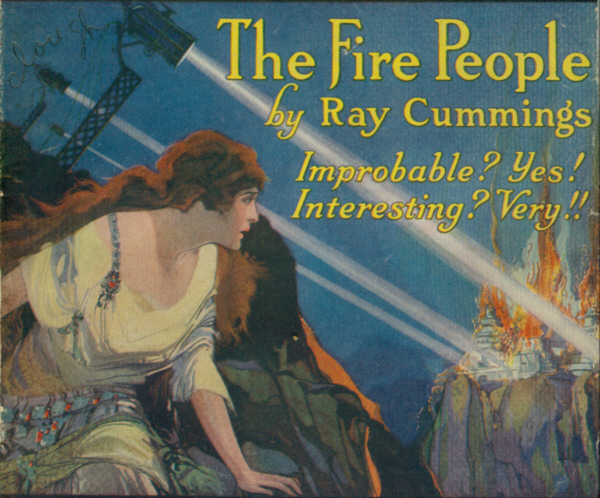 The Fire People
by Ray Cummings
Improbable? Yes!
Interesting? Very!!